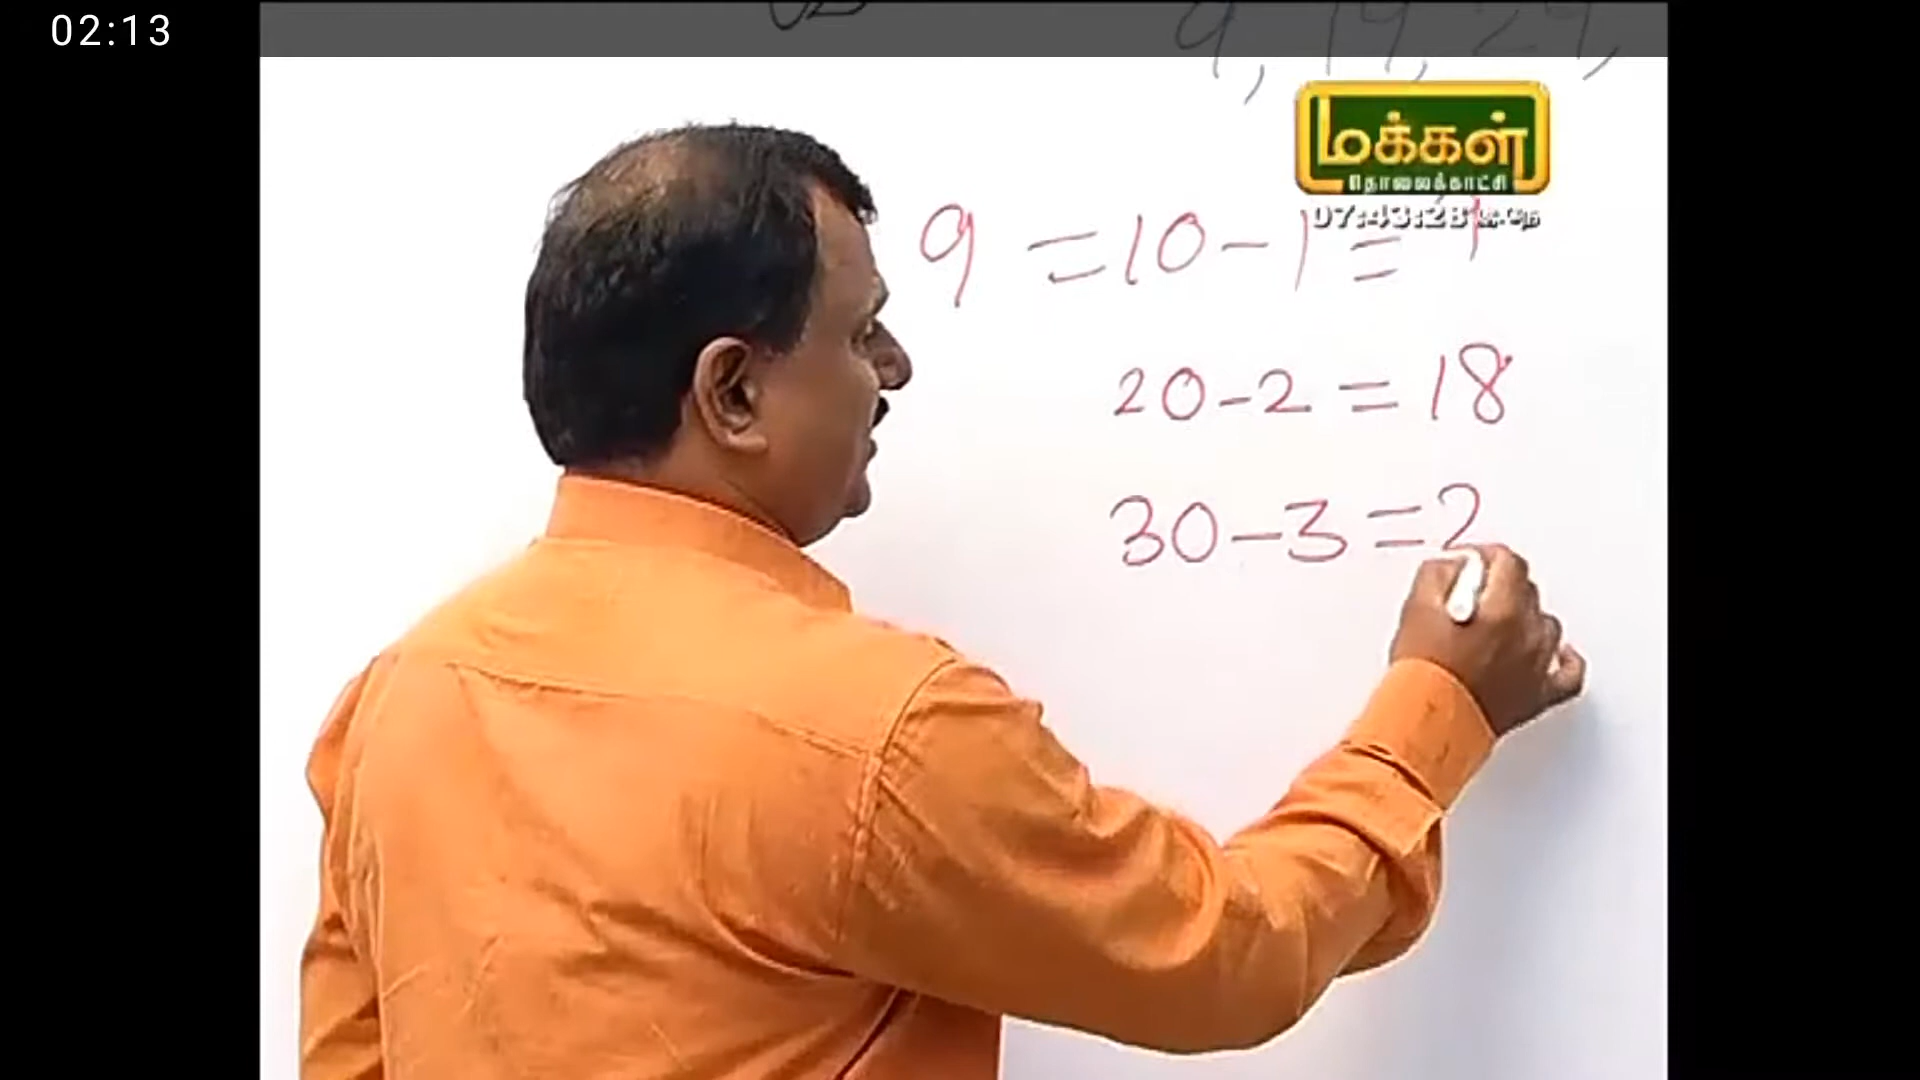 02:13
9, 19, 29,
மக்கள்
தொலைக்காட்சி
07:43:28
9 = 10 - 1 = 9
20 - 2 = 18
30 - 3 = 2